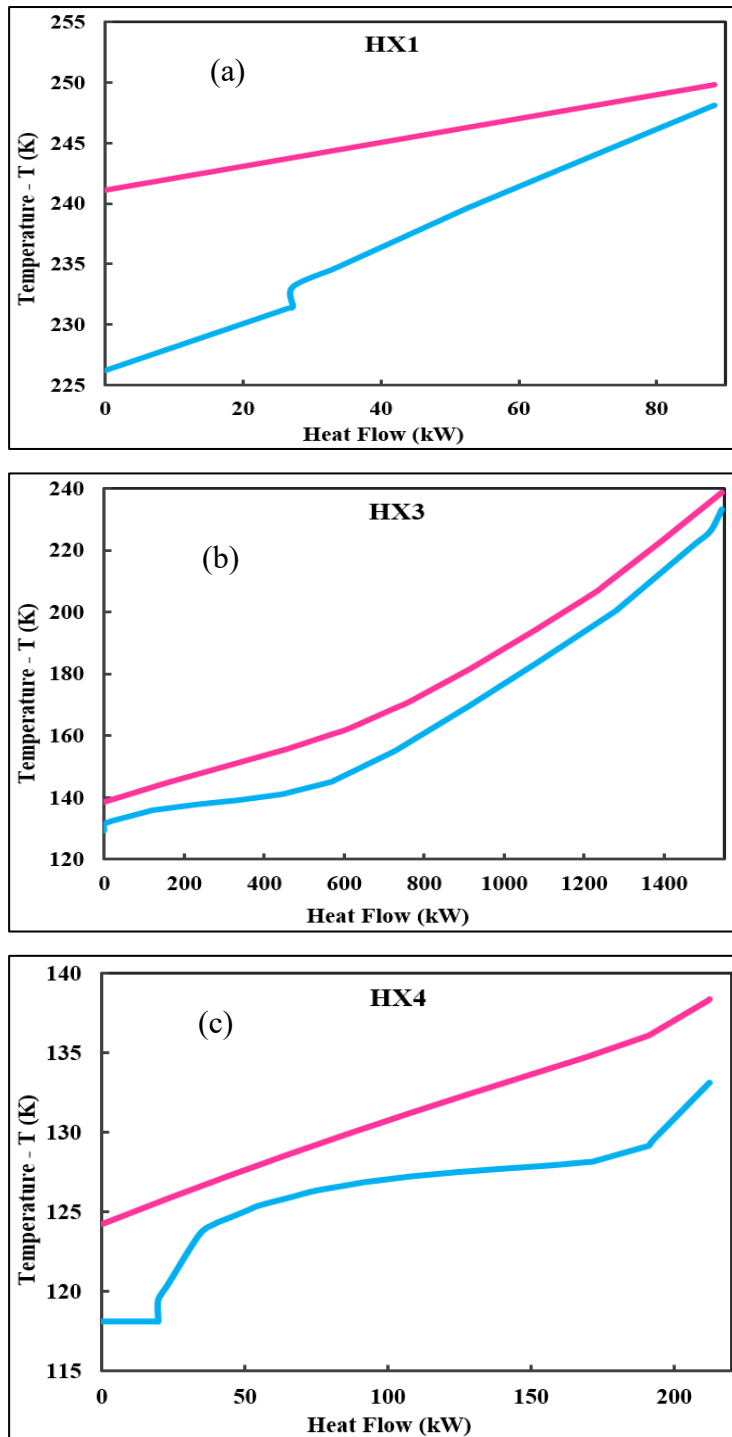 HX1
(a)
250
245
240
235
230
225
Temperature - T (K)
0 20 40 60 80
Heat Flow (kW)
HX3
(b)
240
220
200
180
160
140
120
Temperature - T (K)
0 200 400 600 800 1000 1200 1400
Heat Flow (kW)
HX4
(c)
140
135
130
125
120
115
Temperature - T (K)
0 50 100 150 200
Heat Flow (kW)